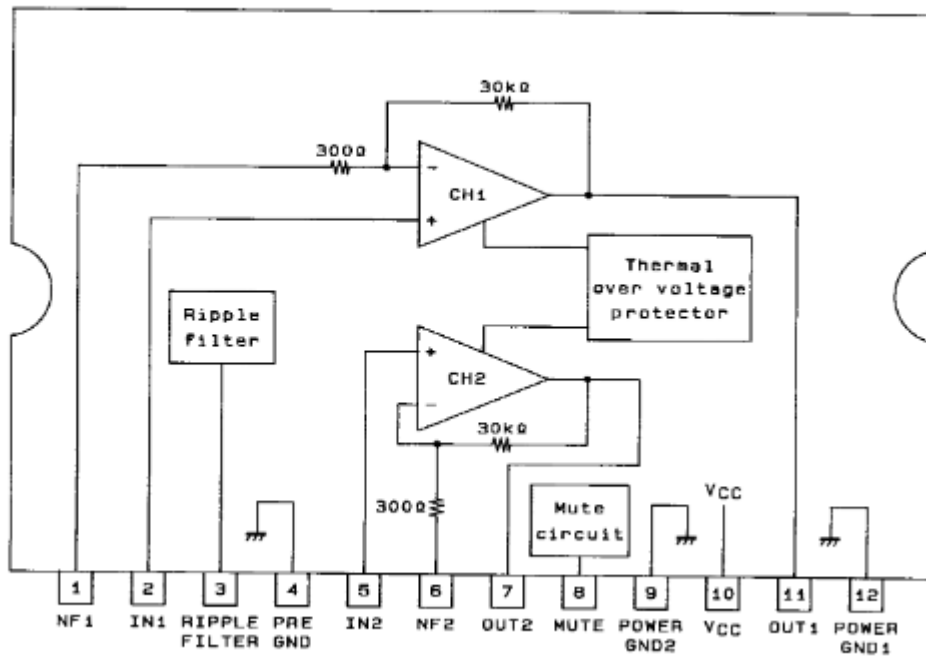 30kΩ
300Ω
-
CH1
+
Thermal
over voltage
protector
Ripple
filter
+
CH2
-
30kΩ
300Ω
Mute
circuit
VCC
1
2
3
4
5
6
7
8
9
10
11
12
NF1
IN1
RIPPLE
FILTER
PRE
GND
IN2
NF2
OUT2
MUTE
POWER
GND2
VCC
OUT1
POWER
GND1